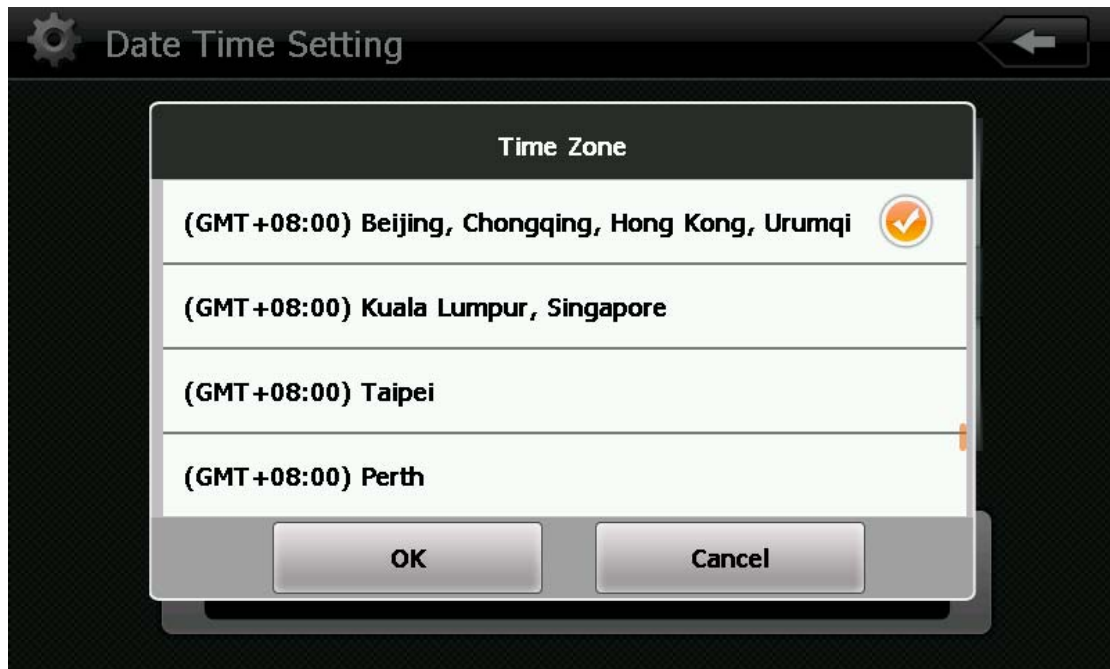 Date Time Setting
Time Zone
(GMT+08:00) Beijing, Chongqing, Hong Kong, Urumqi
(GMT+08:00) Kuala Lumpur, Singapore
(GMT+08:00) Taipei
(GMT+08:00) Perth
OK Cancel